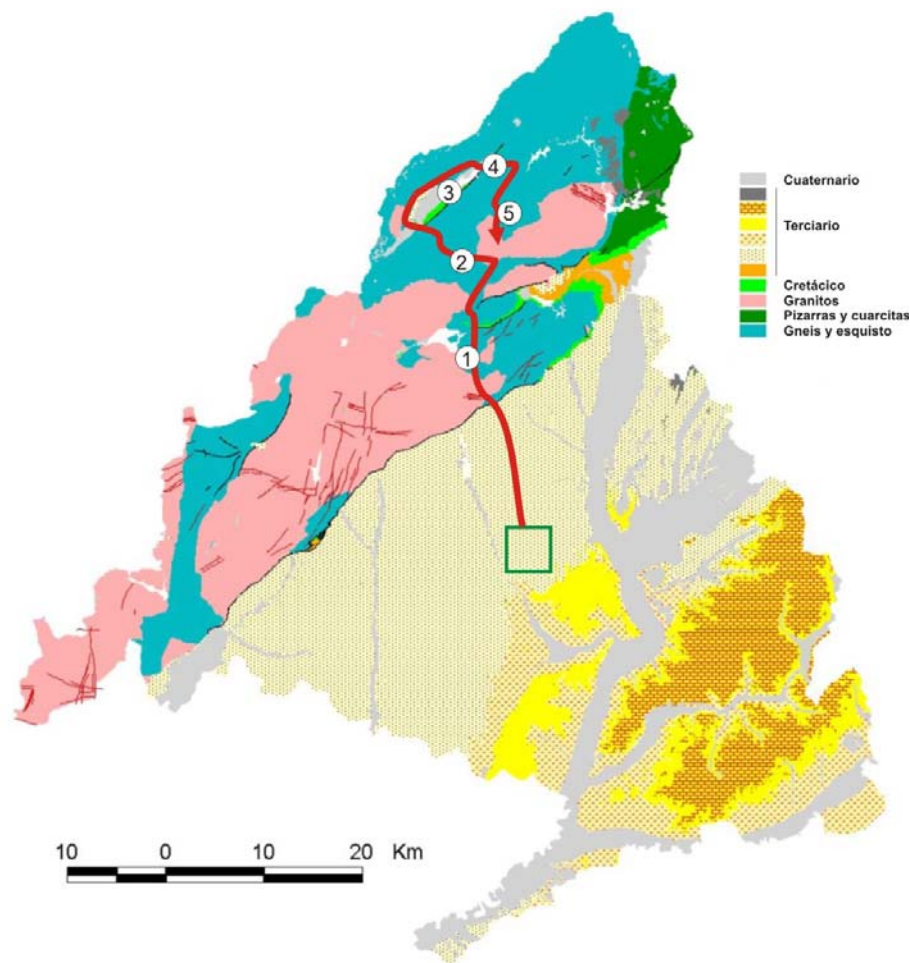 4
3
5
2
1
Cuaternario
Terciario
Cretácico
Granitos
Pizarras y cuarcitas
Gneis y esquisto
10 0 10 20 Km